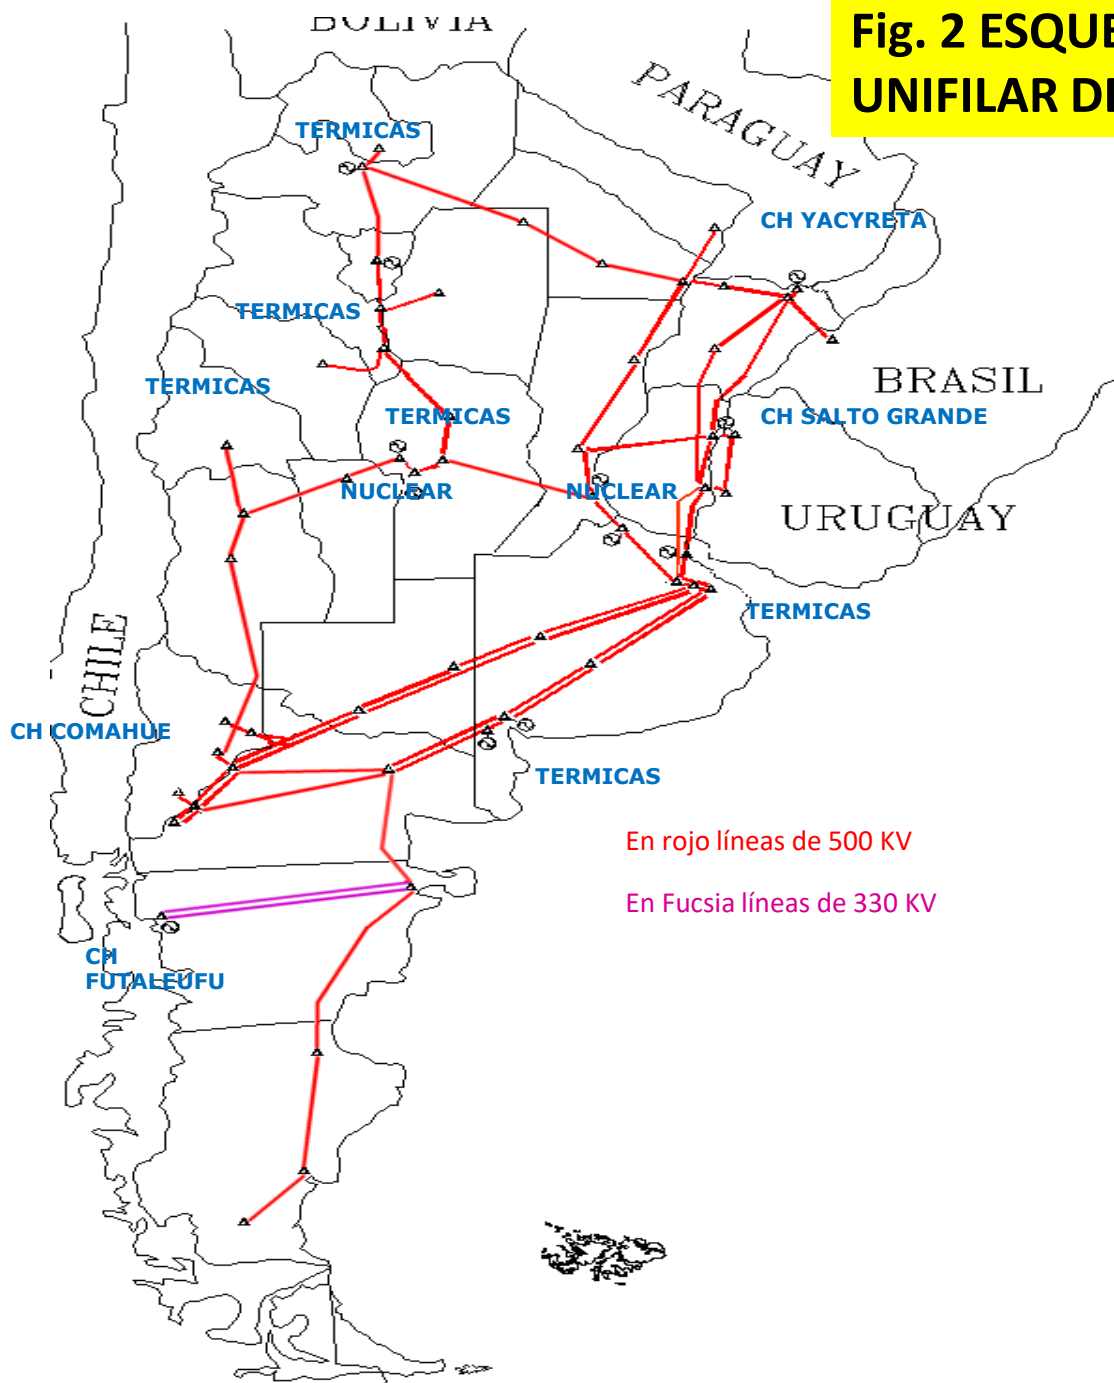 BOLIVIA
Fig. 2 ESQUE
UNIFILAR DE
PARAGUAY
TERMICAS
CH YACYRETA
TERMICAS
TERMICAS
BRASIL
TERMICAS
CH SALTO GRANDE
NUCLEAR
NUCLEAR
URUGUAY
TERMICAS
CHILE
CH COMAHUE
TERMICAS
En rojo líneas de 500 KV
En Fucsia líneas de 330 KV
CH
FUTALEUFU